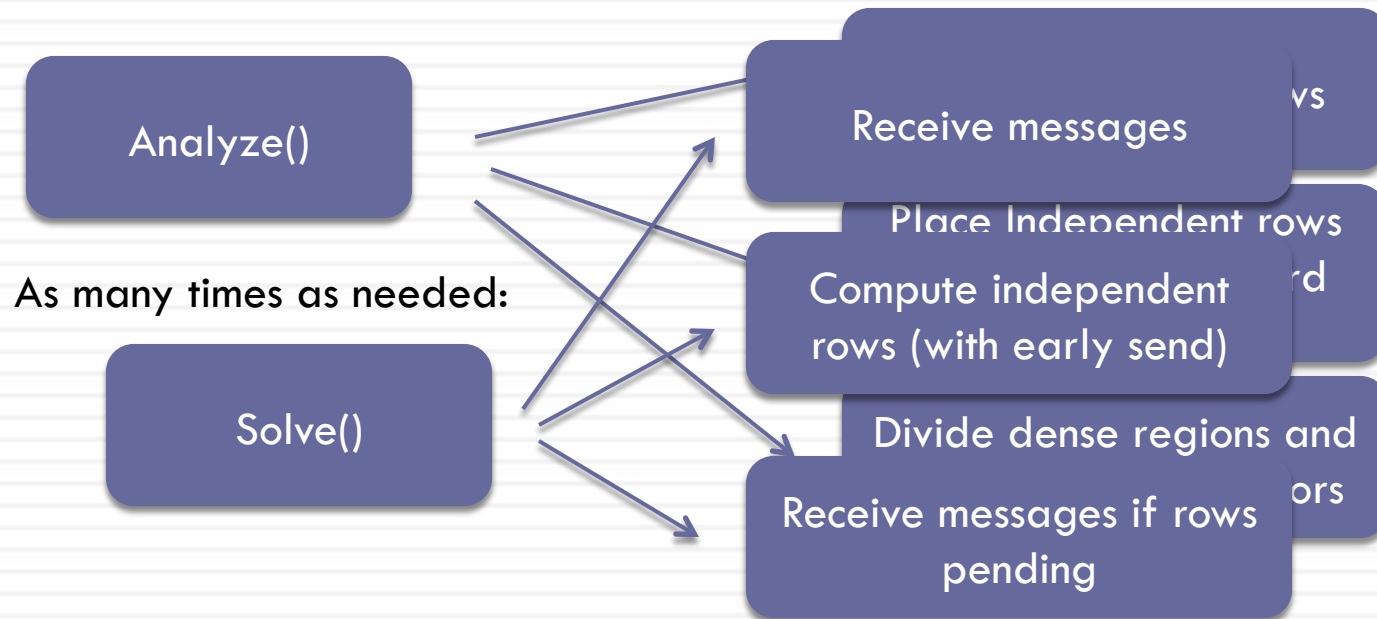 Analyze()
As many times as needed:
Solve()
Receive messages
Place Independent rows
Compute independent
rows (with early send)
Divide dense regions and
Receive messages if rows
pending